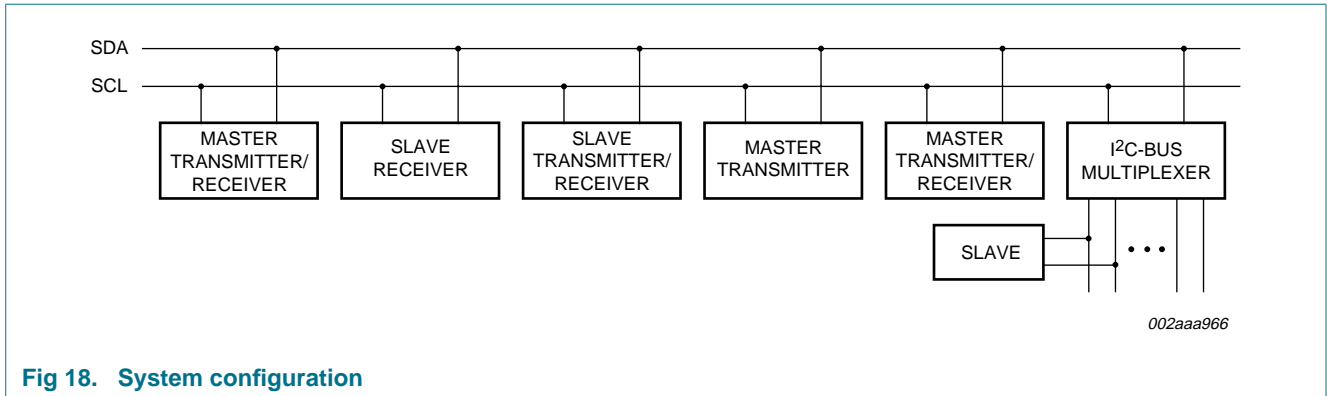 SDA
SCL
MASTER
TRANSMITTER/
RECEIVER
SLAVE
RECEIVER
SLAVE
TRANSMITTER/
RECEIVER
MASTER
TRANSMITTER
MASTER
TRANSMITTER/
RECEIVER
I²C-BUS
MULTIPLEXER
SLAVE
002aaa966
Fig 18. System configuration